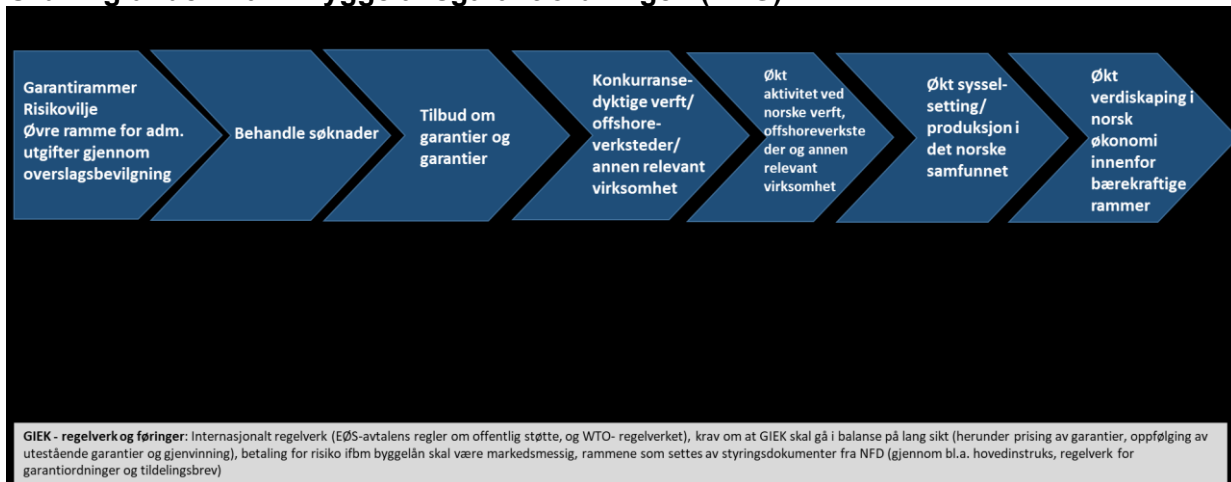 Garantirammer
Risikovilje
Øvre ramme for adm.
utgifter gjennom
overslagsbevilgning
Behandle søknader
Tilbud om
garantier og
garantier
Konkurranse-
dyktige verft/
offshore-
verksteder/
annen relevant
virksomhet
Økt
aktivitet ved
norske verft,
offshoreverkste
der og annen
relevant
virksomhet
Økt syssel-
setting/
produksjon i
det norske
samfunnet
Økt
verdiskaping i
norsk
økonomi
innenfor
bærekraftige
rammer
GIEK - regelverk og føringer: Internasjonalt regelverk (EØS-avtalens regler om offentlig støtte, og WTO- regelverket), krav om at GIEK skal gå i balanse på lang sikt (herunder prising av garantier, oppfølging av
utestående garantier og gjenvinning), betaling for risiko ifbm byggelån skal være markedsmessig, rammene som settes av styringsdokumenter fra NFD (gjennom bl.a. hovedinstruks, regelverk for
garantiordninger og tildelingsbrev)